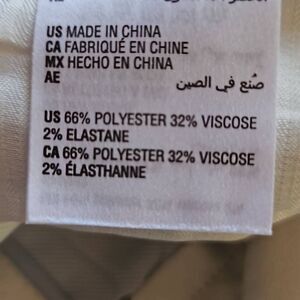 US MADE IN CHINA
CA FABRIQUÉ EN CHINE
MX HECHO EN CHINA
AE صُنع في الصين
US 66% POLYESTER 32% VISCOSE
2% ELASTANE
CA 66% POLYESTER 32% VISCOSE
2% ÉLASTHANNE